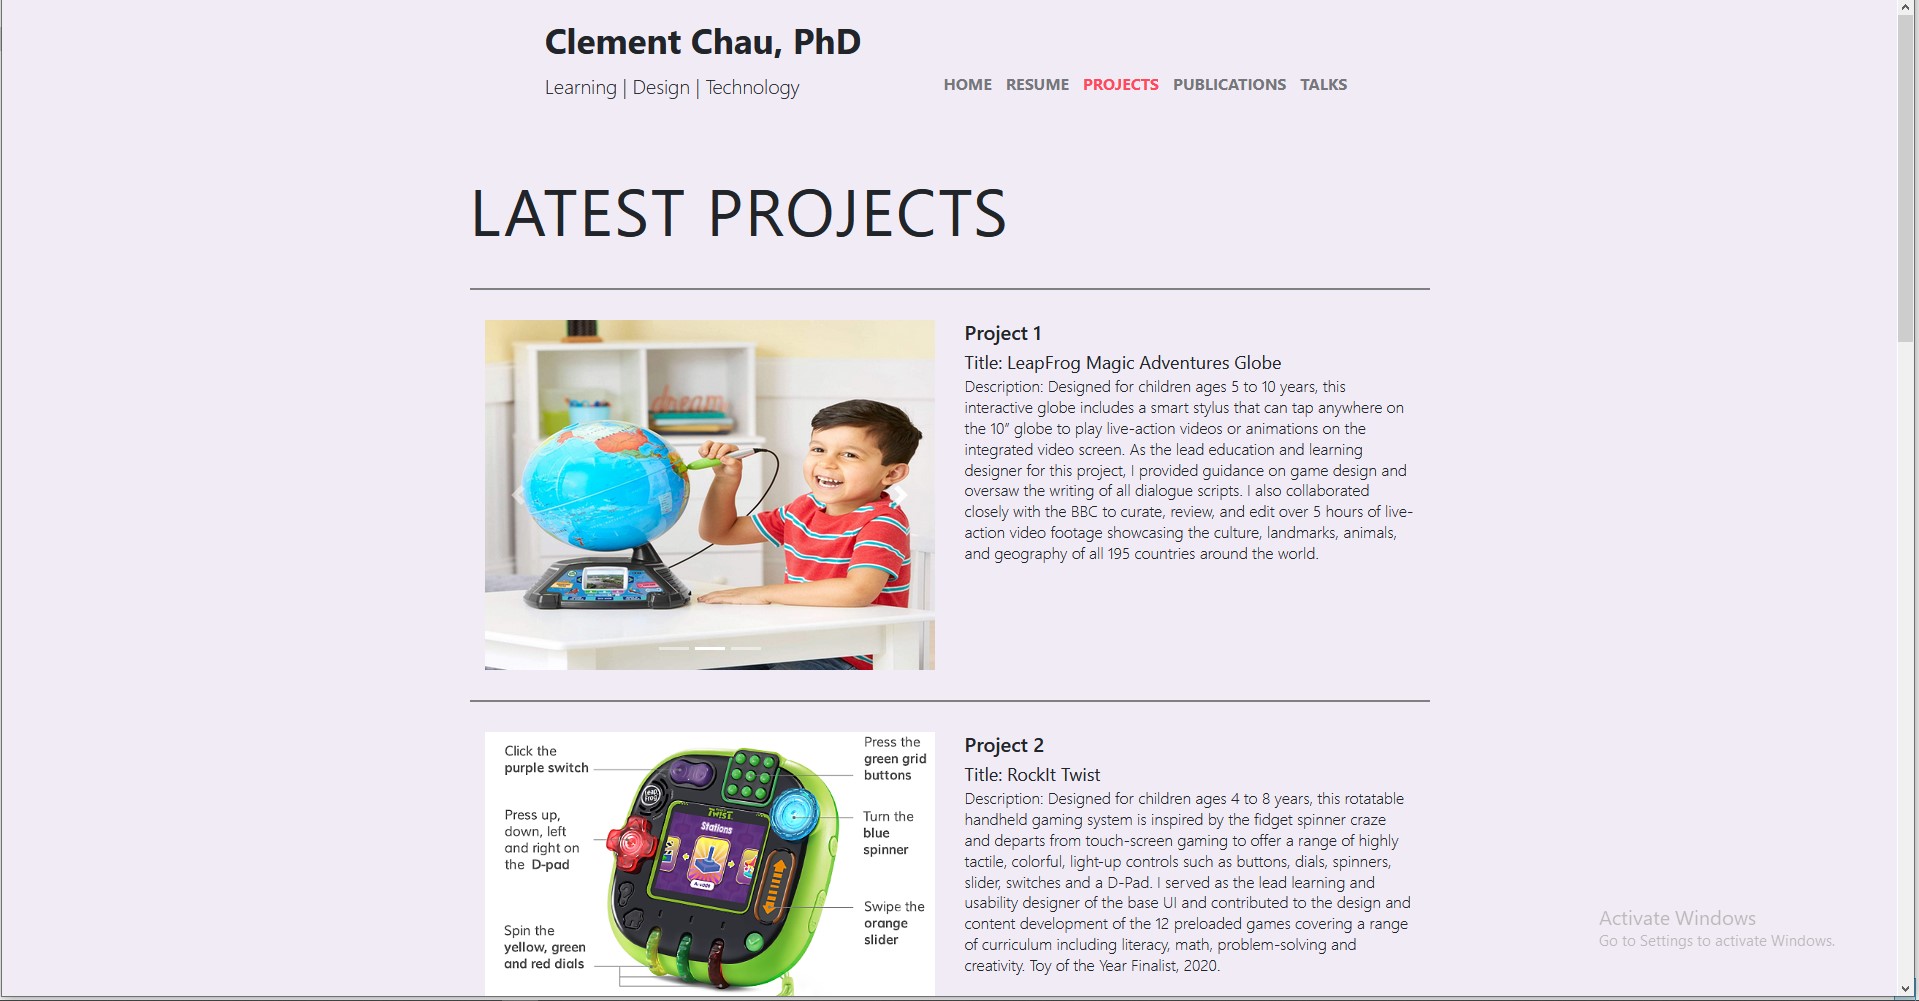 Clement Chau, PhD
Learning | Design | Technology
HOME RESUME PROJECTS PUBLICATIONS TALKS
LATEST PROJECTS
dream
Project 1
Title: LeapFrog Magic Adventures Globe
Description: Designed for children ages 5 to 10 years, this
interactive globe includes a smart stylus that can tap anywhere on
the 10” globe to play live-action videos or animations on the
integrated video screen. As the lead education and learning
designer for this project, I provided guidance on game design and
oversaw the writing of all dialogue scripts. I also collaborated
closely with the BBC to curate, review, and edit over 5 hours of live-
action video footage showcasing the culture, landmarks, animals,
and geography of all 195 countries around the world.
Click the
purple switch
Press up,
down, left
and right on
the D-pad
Spin the
yellow, green
and red dials
Leap
Frog
TWIST
Stations
Arcade
Press the
green grid
buttons
Turn the
blue
spinner
Swipe the
orange
slider
Project 2
Title: RockIt Twist
Description: Designed for children ages 4 to 8 years, this rotatable
handheld gaming system is inspired by the fidget spinner craze
and departs from touch-screen gaming to offer a range of highly
tactile, colorful, light-up controls such as buttons, dials, spinners,
slider, switches and a D-Pad. I served as the lead learning and
usability designer of the base UI and contributed to the design and
content development of the 12 preloaded games covering a range
of curriculum including literacy, math, problem-solving and
creativity. Toy of the Year Finalist, 2020.
Activate Windows
Go to Settings to activate Windows.